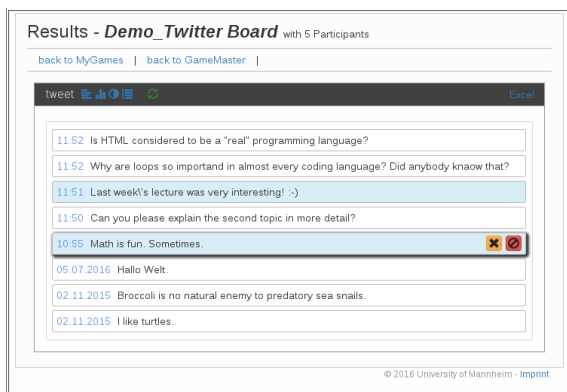 Results - Demo_Twitter Board with 5 Participants
back to MyGames | back to GameMaster |
tweet Excel
11:52 Is HTML considered to be a "real" programming language?
11:52 Why are loops so importand in almost every coding language? Did anybody knaow that?
11:51 Last week\'s lecture was very interesting! :-)
11:50 Can you please explain the second topic in more detail?
10:55 Math is fun. Sometimes.
05.07.2016 Hallo Welt.
02.11.2015 Broccoli is no natural enemy to predatory sea snails.
02.11.2015 I like turtles.
© 2016 University of Mannheim - Imprint